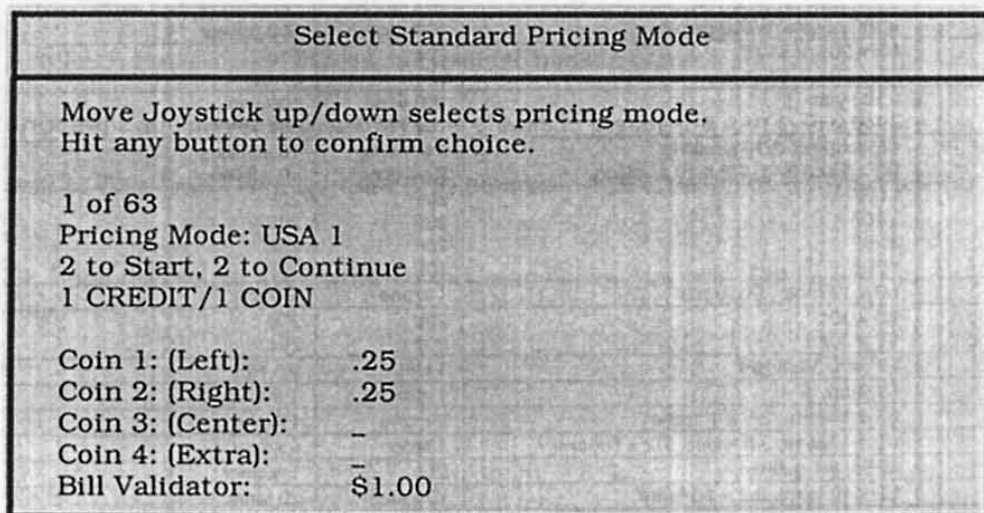 Select Standard Pricing Mode
Move Joystick up/down selects pricing mode.
Hit any button to confirm choice.
1 of 63
Pricing Mode: USA 1
2 to Start, 2 to Continue
1 CREDIT/1 COIN
Coin 1: (Left): .25
Coin 2: (Right): .25
Coin 3: (Center): _
Coin 4: (Extra): _
Bill Validator: $1.00